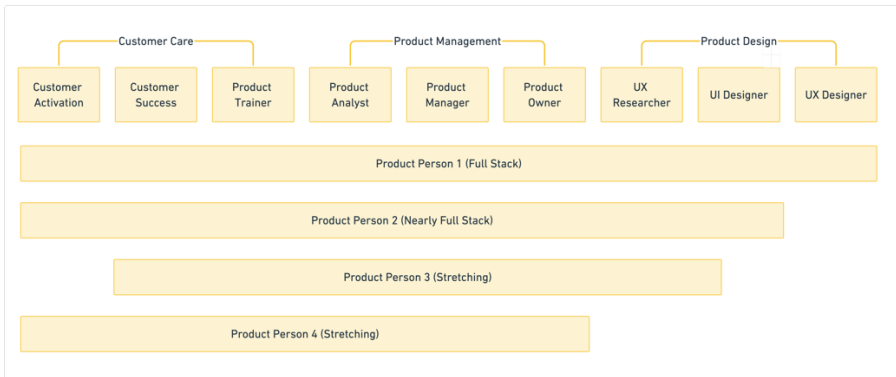 Customer Care
Product Management
Product Design
Customer
Activation
Customer
Success
Product
Trainer
Product
Analyst
Product
Manager
Product
Owner
UX
Researcher
UI Designer
UX Designer
Product Person 1 (Full Stack)
Product Person 2 (Nearly Full Stack)
Product Person 3 (Stretching)
Product Person 4 (Stretching)